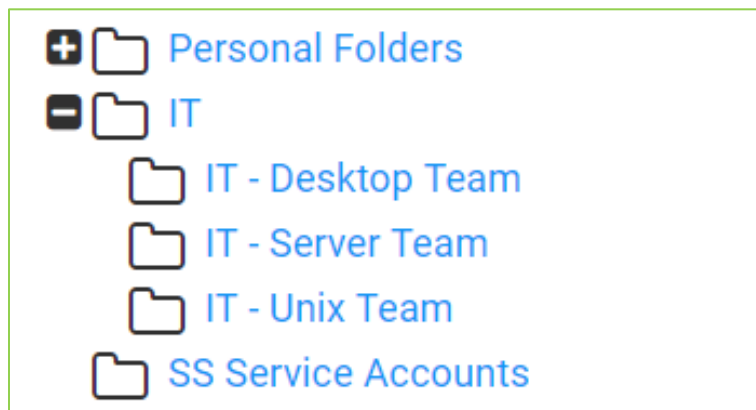 Personal Folders
IT
IT - Desktop Team
IT - Server Team
IT - Unix Team
SS Service Accounts